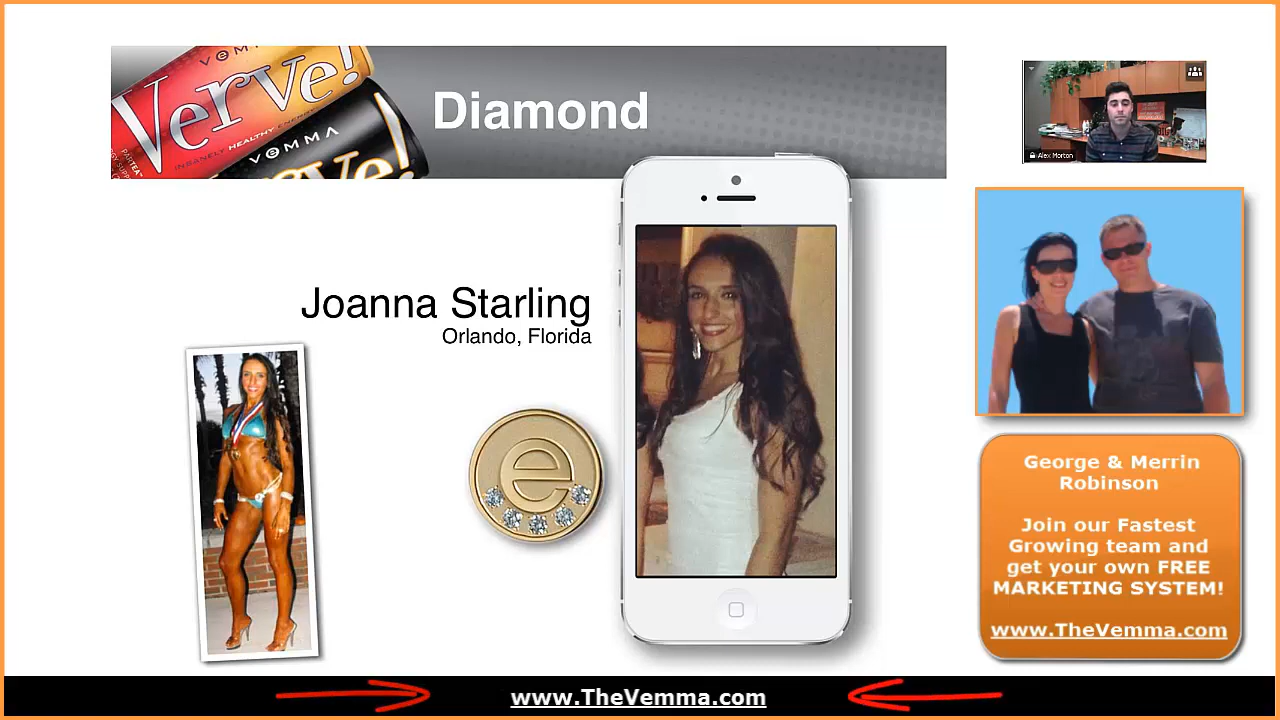 VEMMA
Verve!
INSANELY HEALTHY ENERGY
VEMMA
Verve!
Diamond
Alex Morton
Joanna Starling
Orlando, Florida
e
George & Merrin
Robinson
Join our Fastest
Growing team and
get your own FREE
MARKETING SYSTEM!
www.TheVemma.com
www.TheVemma.com